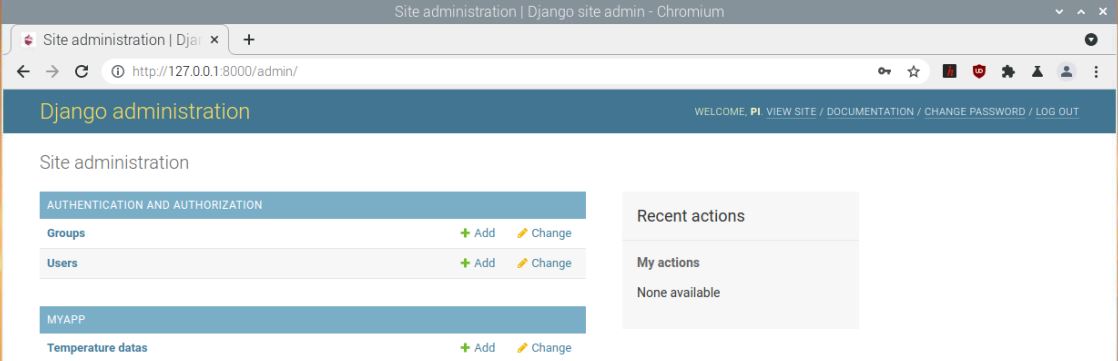 Site administration | Django site admin - Chromium
Site administration | Djan
http://127.0.0.1:8000/admin/
Django administration
WELCOME, PI. VIEW SITE / DOCUMENTATION / CHANGE PASSWORD / LOG OUT
Site administration
AUTHENTICATION AND AUTHORIZATION
Groups + Add Change
Users + Add Change
MYAPP
Temperature datas + Add Change
Recent actions
My actions
None available